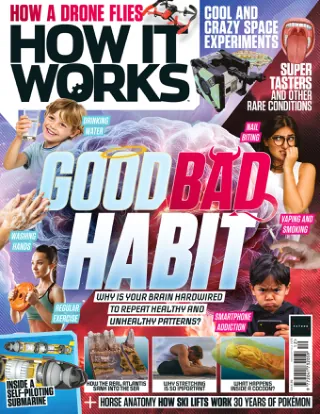 HOW A DRONE FLIES
HOW IT
WORKS
COOL AND
CRAZY SPACE
EXPERIMENTS
SUPER
TASTERS
AND OTHER
RARE CONDITIONS
DRINKING
WATER
NAIL
BITING
GOOD BAD
HABIT
WASHING
HANDS
VAPING AND
SMOKING
REGULAR
EXERCISE
WHY IS YOUR BRAIN HARDWIRED
TO REPEAT HEALTHY AND
UNHEALTHY PATTERNS?
SMARTPHONE
ADDICTION
INSIDE A
SELF-PILOTING
SUBMARINE
HOW THE REAL ATLANTIS
SANK INTO THE SEA
WHY STRETCHING
IS SO IMPORTANT
WHAT HAPPENS
INSIDE A COCOON?
+ HORSE ANATOMY HOW SKI LIFTS WORK 30 YEARS OF POKÉMON